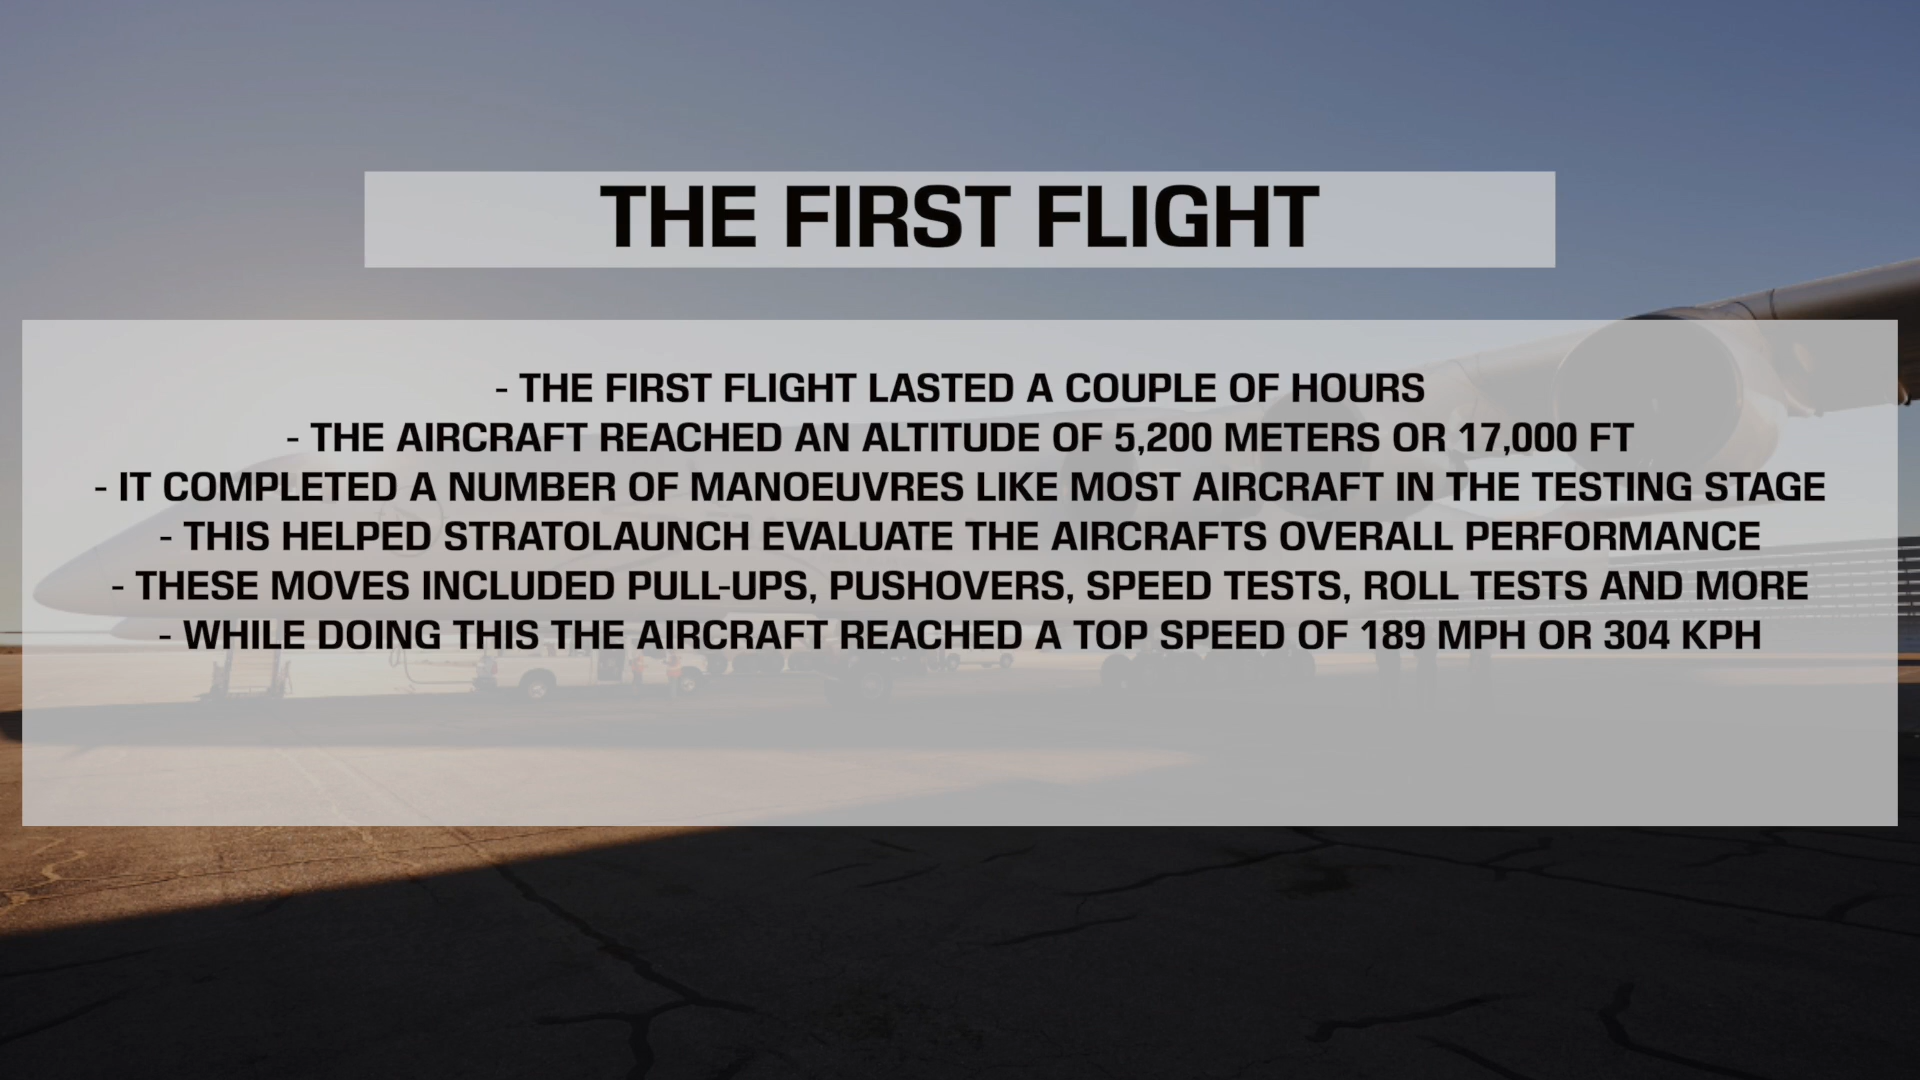 THE FIRST FLIGHT
- THE FIRST FLIGHT LASTED A COUPLE OF HOURS
- THE AIRCRAFT REACHED AN ALTITUDE OF 5,200 METERS OR 17,000 FT
- IT COMPLETED A NUMBER OF MANOEUVRES LIKE MOST AIRCRAFT IN THE TESTING STAGE
- THIS HELPED STRATOLAUNCH EVALUATE THE AIRCRAFTS OVERALL PERFORMANCE
- THESE MOVES INCLUDED PULL-UPS, PUSHOVERS, SPEED TESTS, ROLL TESTS AND MORE
- WHILE DOING THIS THE AIRCRAFT REACHED A TOP SPEED OF 189 MPH OR 304 KPH